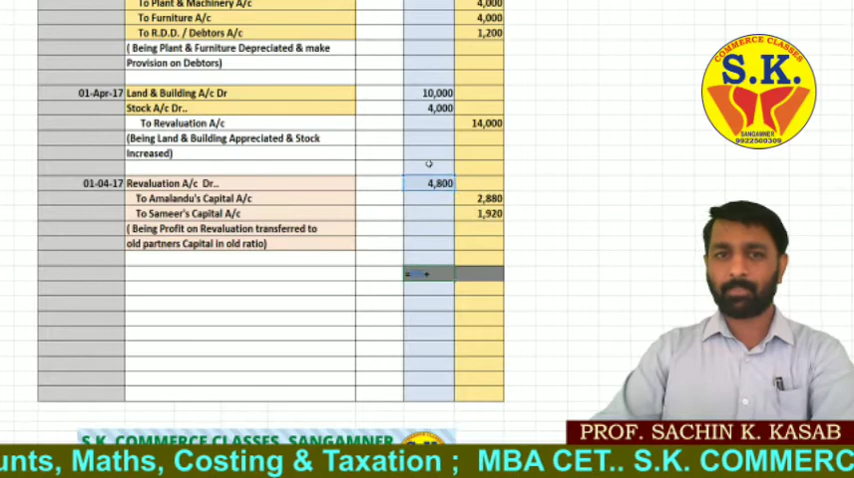 To Plant & Machinery A/c 4,000
To Furniture A/c 4,000
To R.D.D. / Debtors A/c 1,200
( Being Plant & Furniture Depreciated & make
Provision on Debtors)
01-Apr-17 Land & Building A/c Dr 10,000
Stock A/c Dr.. 4,000
To Revaluation A/c 14,000
(Being Land & Building Appreciated & Stock
Increased)
01-04-17 Revaluation A/c Dr.. 4,800
To Amalandu's Capital A/c 2,880
To Sameer's Capital A/c 1,920
( Being Profit on Revaluation transferred to
old partners Capital in old ratio)
COMMERCE CLASSES
S.K.
SANGAMNER
9922500309
S.K. COMMERCE CLASSES, SANGAMNER
PROF. SACHIN K. KASAB
unts, Maths, Costing & Taxation ; MBA CET.. S.K. COMMERC